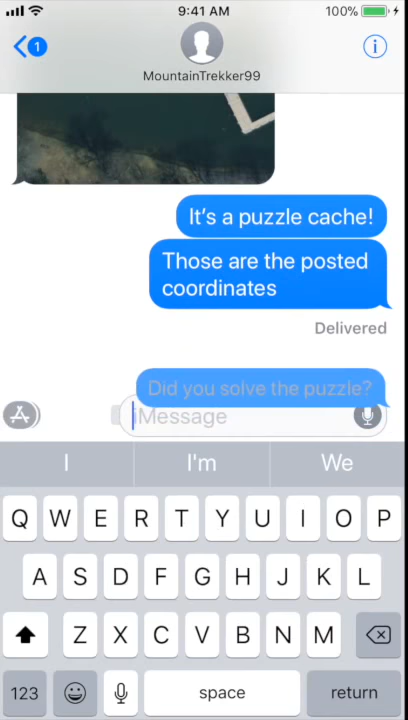 9:41 AM
100%
1
MountainTrekker99
It's a puzzle cache!
Those are the posted
coordinates
Delivered
Did you solve the puzzle?
iMessage
I I'm We
Q W E R T Y U I O P
A S D F G H J K L
Z X C V B N M
123 space return